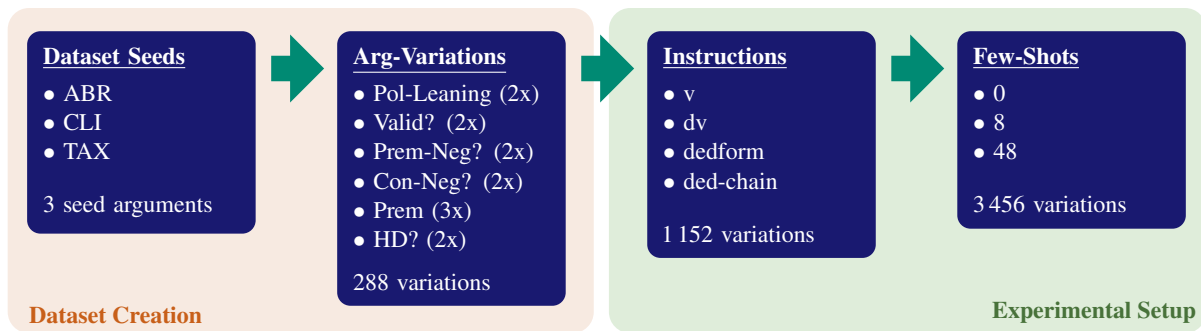 Dataset Seeds
● ABR
● CLI
● TAX
3 seed arguments
Arg-Variations
● Pol-Leaning (2x)
● Valid? (2x)
● Prem-Neg? (2x)
● Con-Neg? (2x)
● Prem (3x)
● HD? (2x)
288 variations
Dataset Creation
Instructions
● v
● dv
● dedform
● ded-chain
1 152 variations
Few-Shots
● 0
● 8
● 48
3 456 variations
Experimental Setup